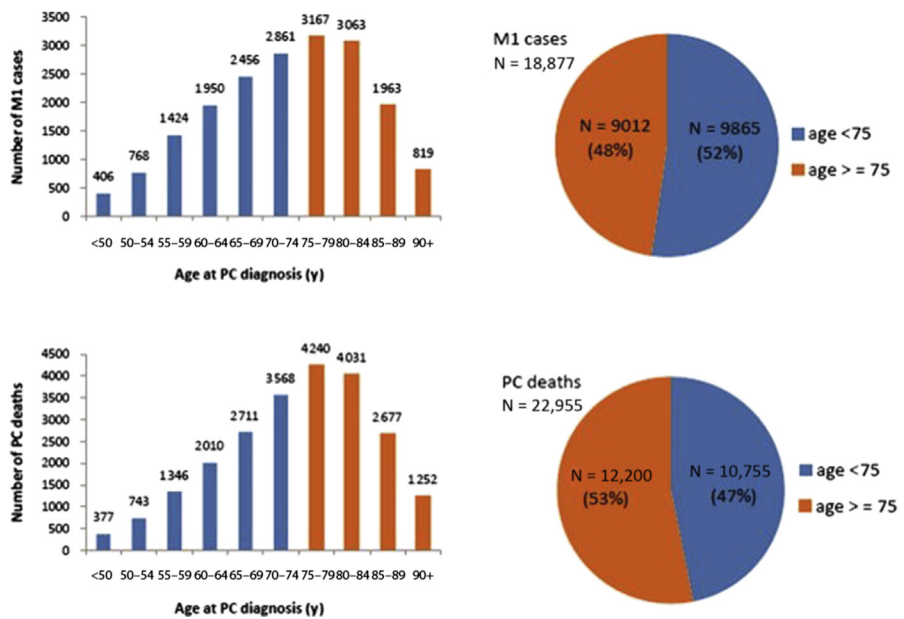 Number of M1 cases
3500
3000
2500
2000
1500
1000
500
0
406
768
1424
1950
2456
2861
3167
3063
1963
819
<50 50–54 55–59 60–64 65–69 70–74 75–79 80–84 85–89 90+
Age at PC diagnosis (y)
M1 cases
N = 18,877
N = 9012
(48%)
N = 9865
(52%)
age <75
age > = 75
Number of PC deaths
4500
4000
3500
3000
2500
2000
1500
1000
500
0
377
743
1346
2010
2711
3568
4240
4031
2677
1252
<50 50–54 55–59 60–64 65–69 70–74 75–79 80–84 85–89 90+
Age at PC diagnosis (y)
PC deaths
N = 22,955
N = 12,200
(53%)
N = 10,755
(47%)
age <75
age > = 75